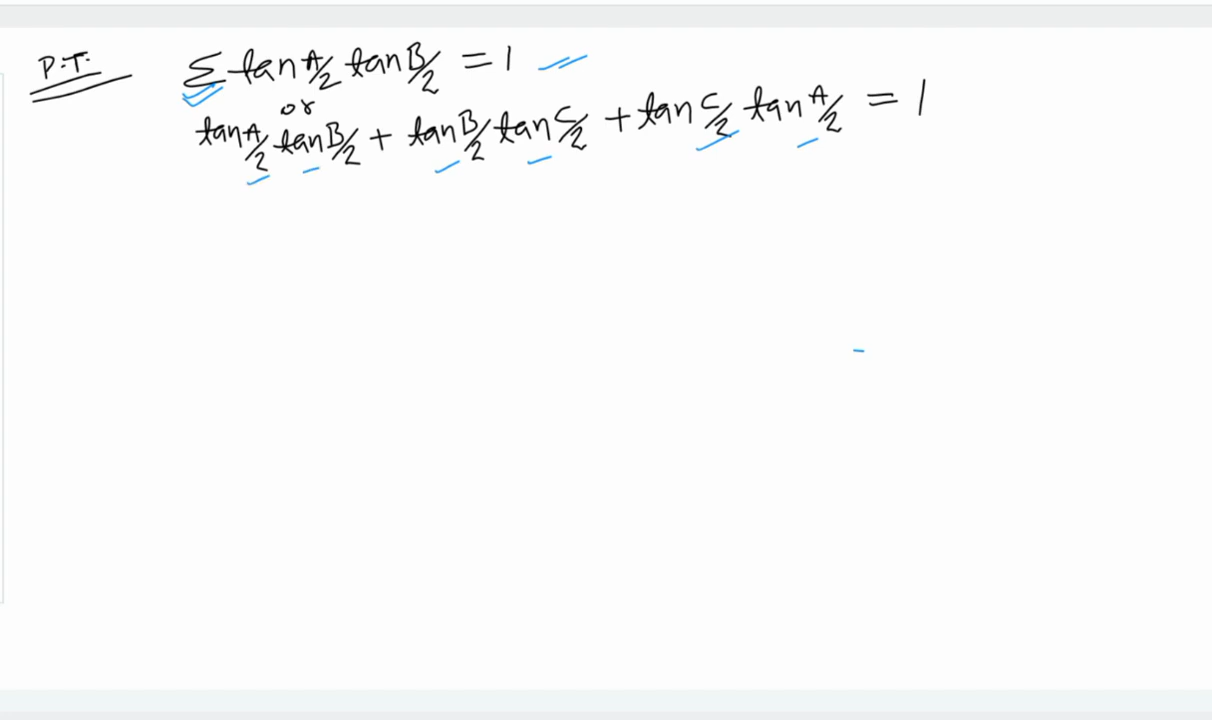 P.T. Σ tan A/2 tan B/2 = 1
or
tan A/2 tan B/2 + tan B/2 tan C/2 + tan C/2 tan A/2 = 1